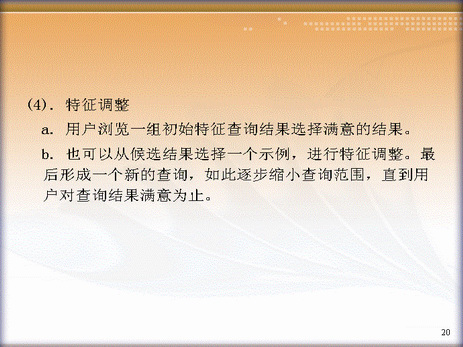 (4). 特征调整
a. 用户浏览一组初始特征查询结果选择满意的结果。
b. 也可以从候选结果选择一个示例，进行特征调整。最
后形成一个新的查询，如此逐步缩小查询范围，直到用
户对查询结果满意为止。
20